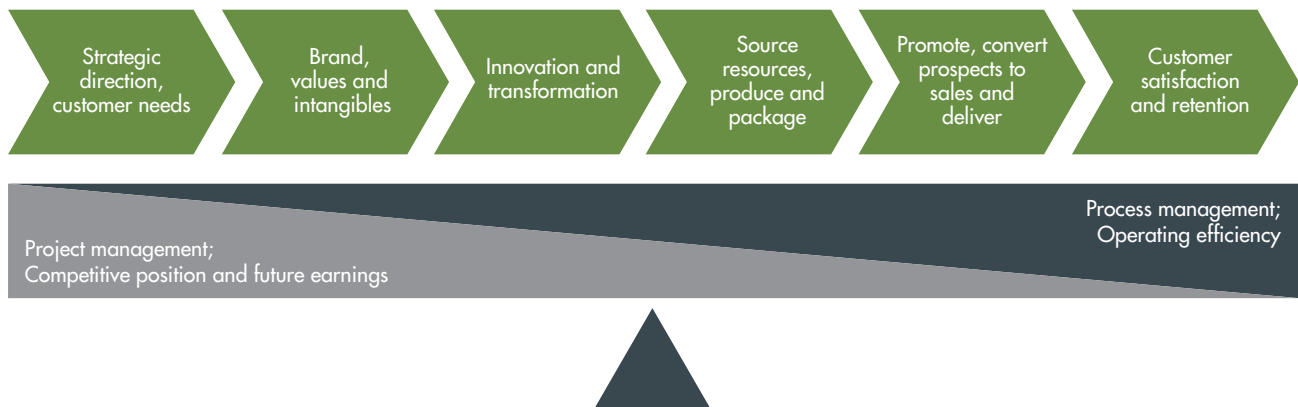 Strategic
direction,
customer needs
Brand,
values and
intangibles
Innovation and
transformation
Source
resources,
produce and
package
Promote, convert
prospects to
sales and
deliver
Customer
satisfaction
and retention
Process management;
Operating efficiency
Project management;
Competitive position and future earnings